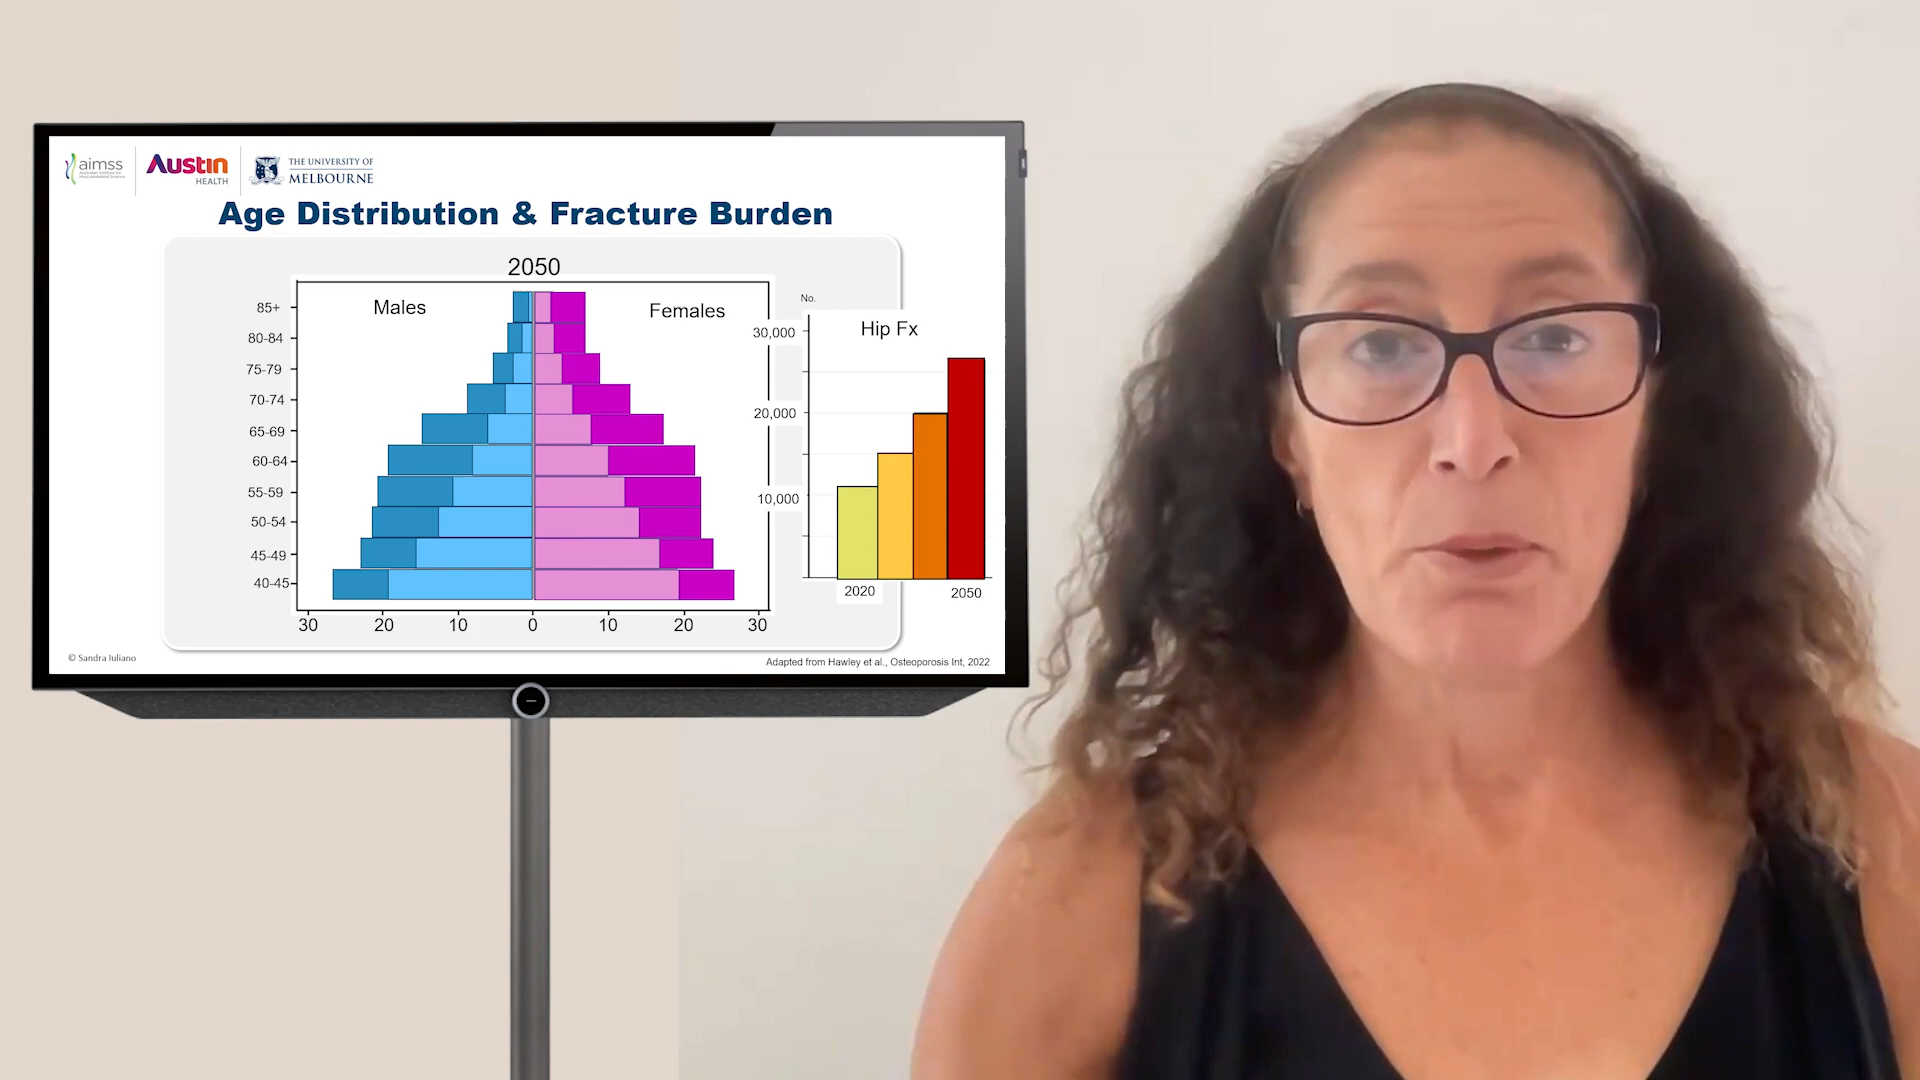 aimss
Austin
HEALTH
THE UNIVERSITY OF
MELBOURNE
Age Distribution & Fracture Burden
2050
Males
Females
85+
80-84
75-79
70-74
65-69
60-64
55-59
50-54
45-49
40-45
30 20 10 0 10 20 30
No.
Hip Fx
30,000
20,000
10,000
2020
2050
© Sandra Iuliano
Adapted from Hawley et al., Osteoporosis Int, 2022